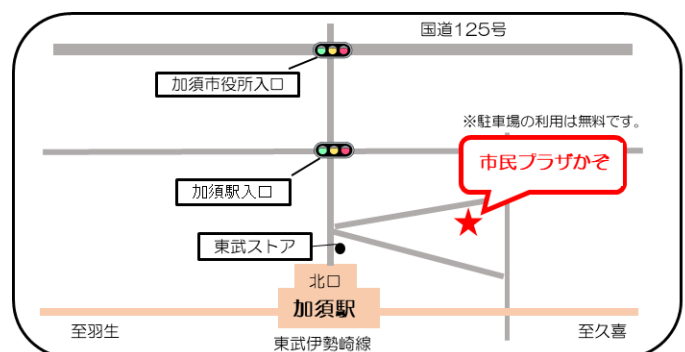 国道125号
加須市役所入口
※駐車場の利用は無料です。
市民プラザかぞ
加須駅入口
東武ストア
北口
加須駅
至羽生
至久喜
東武伊勢崎線